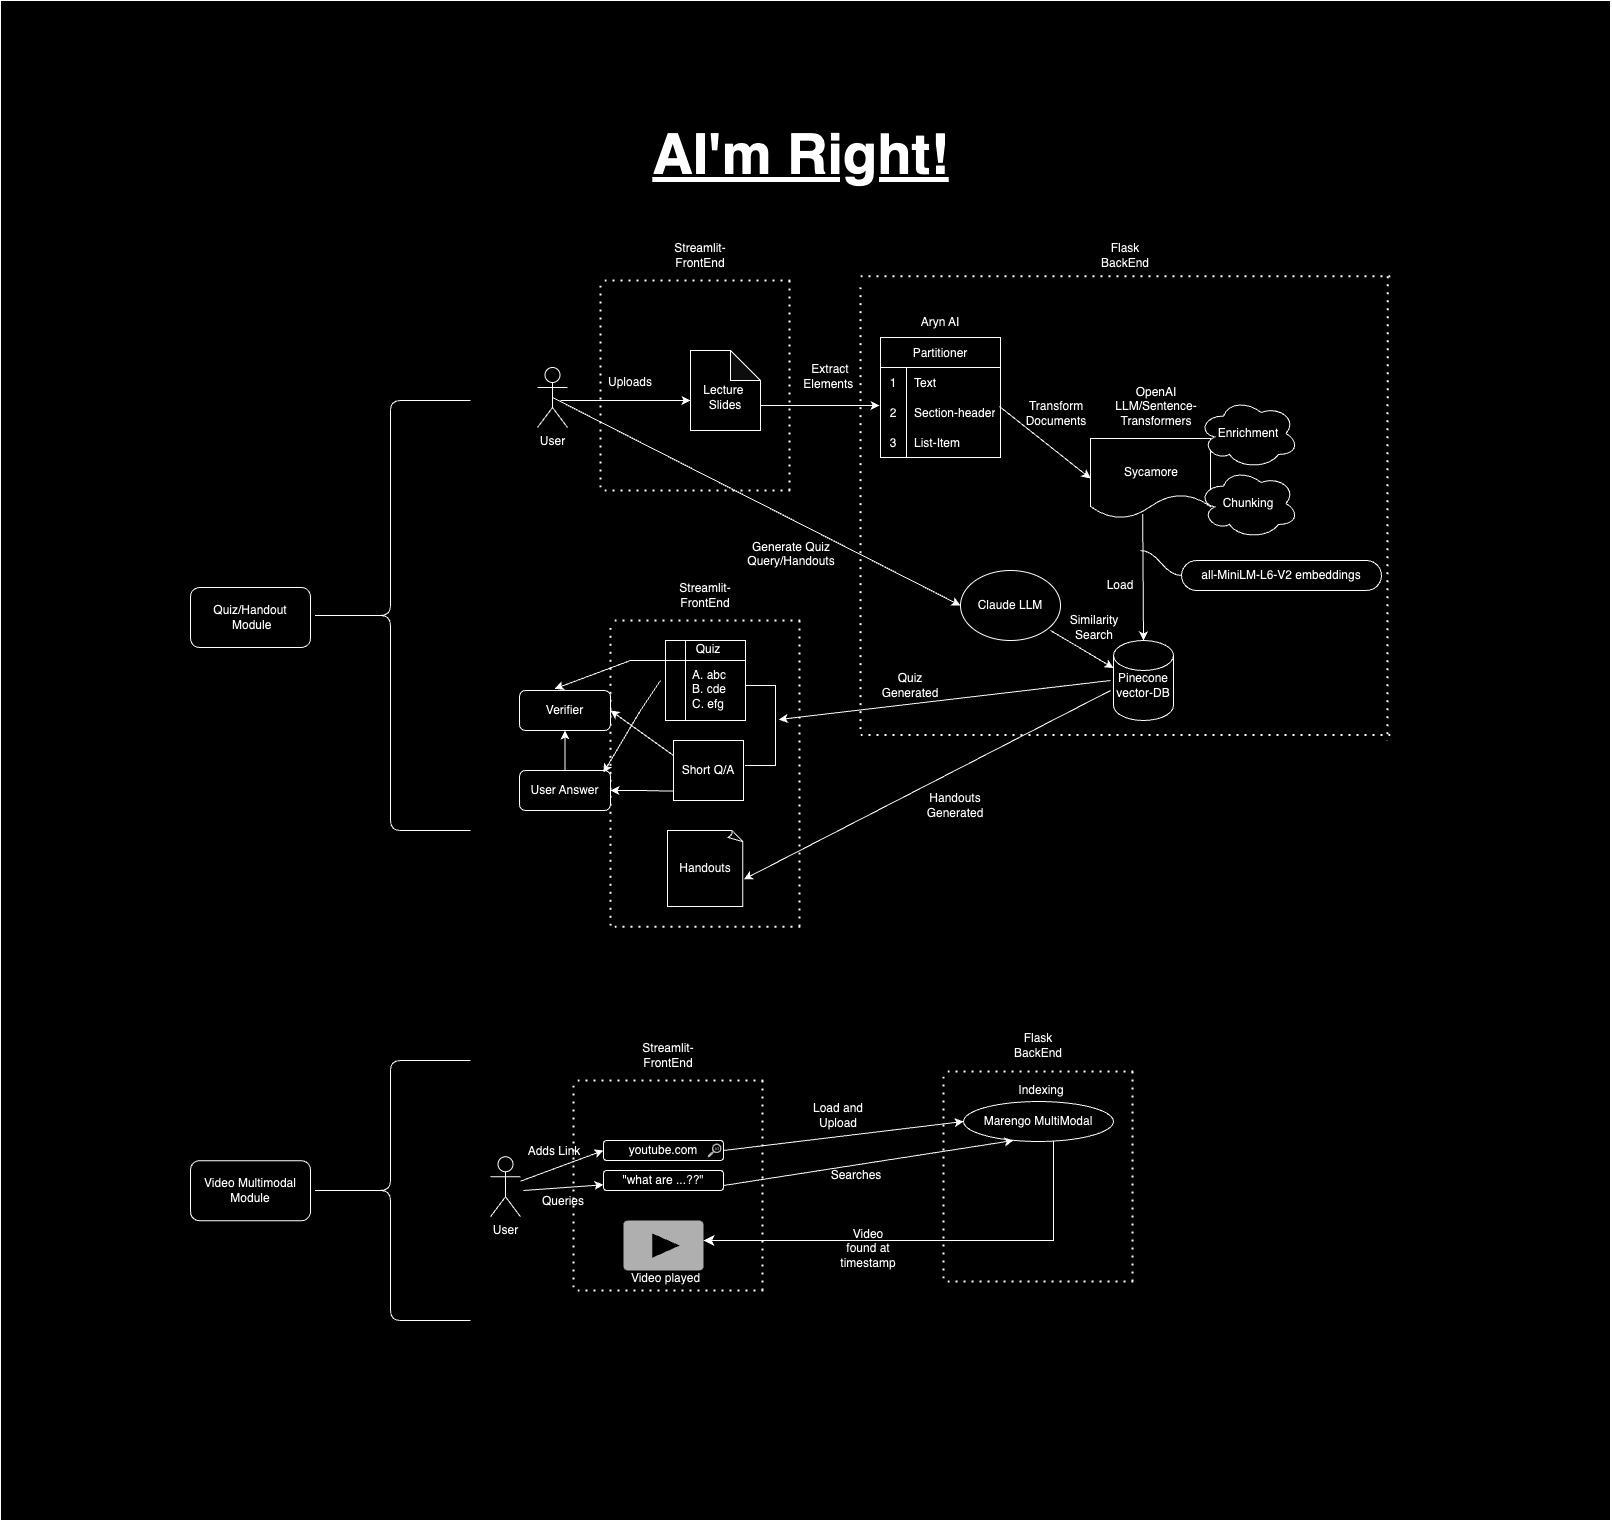 AI'm Right!
Streamlit-
FrontEnd
Flask
BackEnd
Aryn AI
Partitioner
1 Text
2 Section-header
3 List-Item
Uploads
Lecture
Slides
Extract
Elements
User
Transform
Documents
OpenAI
LLM/Sentence-
Transformers
Enrichment
Sycamore
Chunking
Generate Quiz
Query/Handouts
all-MiniLM-L6-V2 embeddings
Load
Claude LLM
Similarity
Search
Pinecone
vector-DB
Quiz/Handout
Module
Streamlit-
FrontEnd
Quiz
A. abc
B. cde
C. efg
Quiz
Generated
Verifier
Short Q/A
User Answer
Handouts
Generated
Handouts
Streamlit-
FrontEnd
Flask
BackEnd
Indexing
Marengo MultiModal
Load and
Upload
Adds Link
youtube.com
Searches
"what are ...??"
Queries
Video Multimodal
Module
User
Video
found at
timestamp
Video played